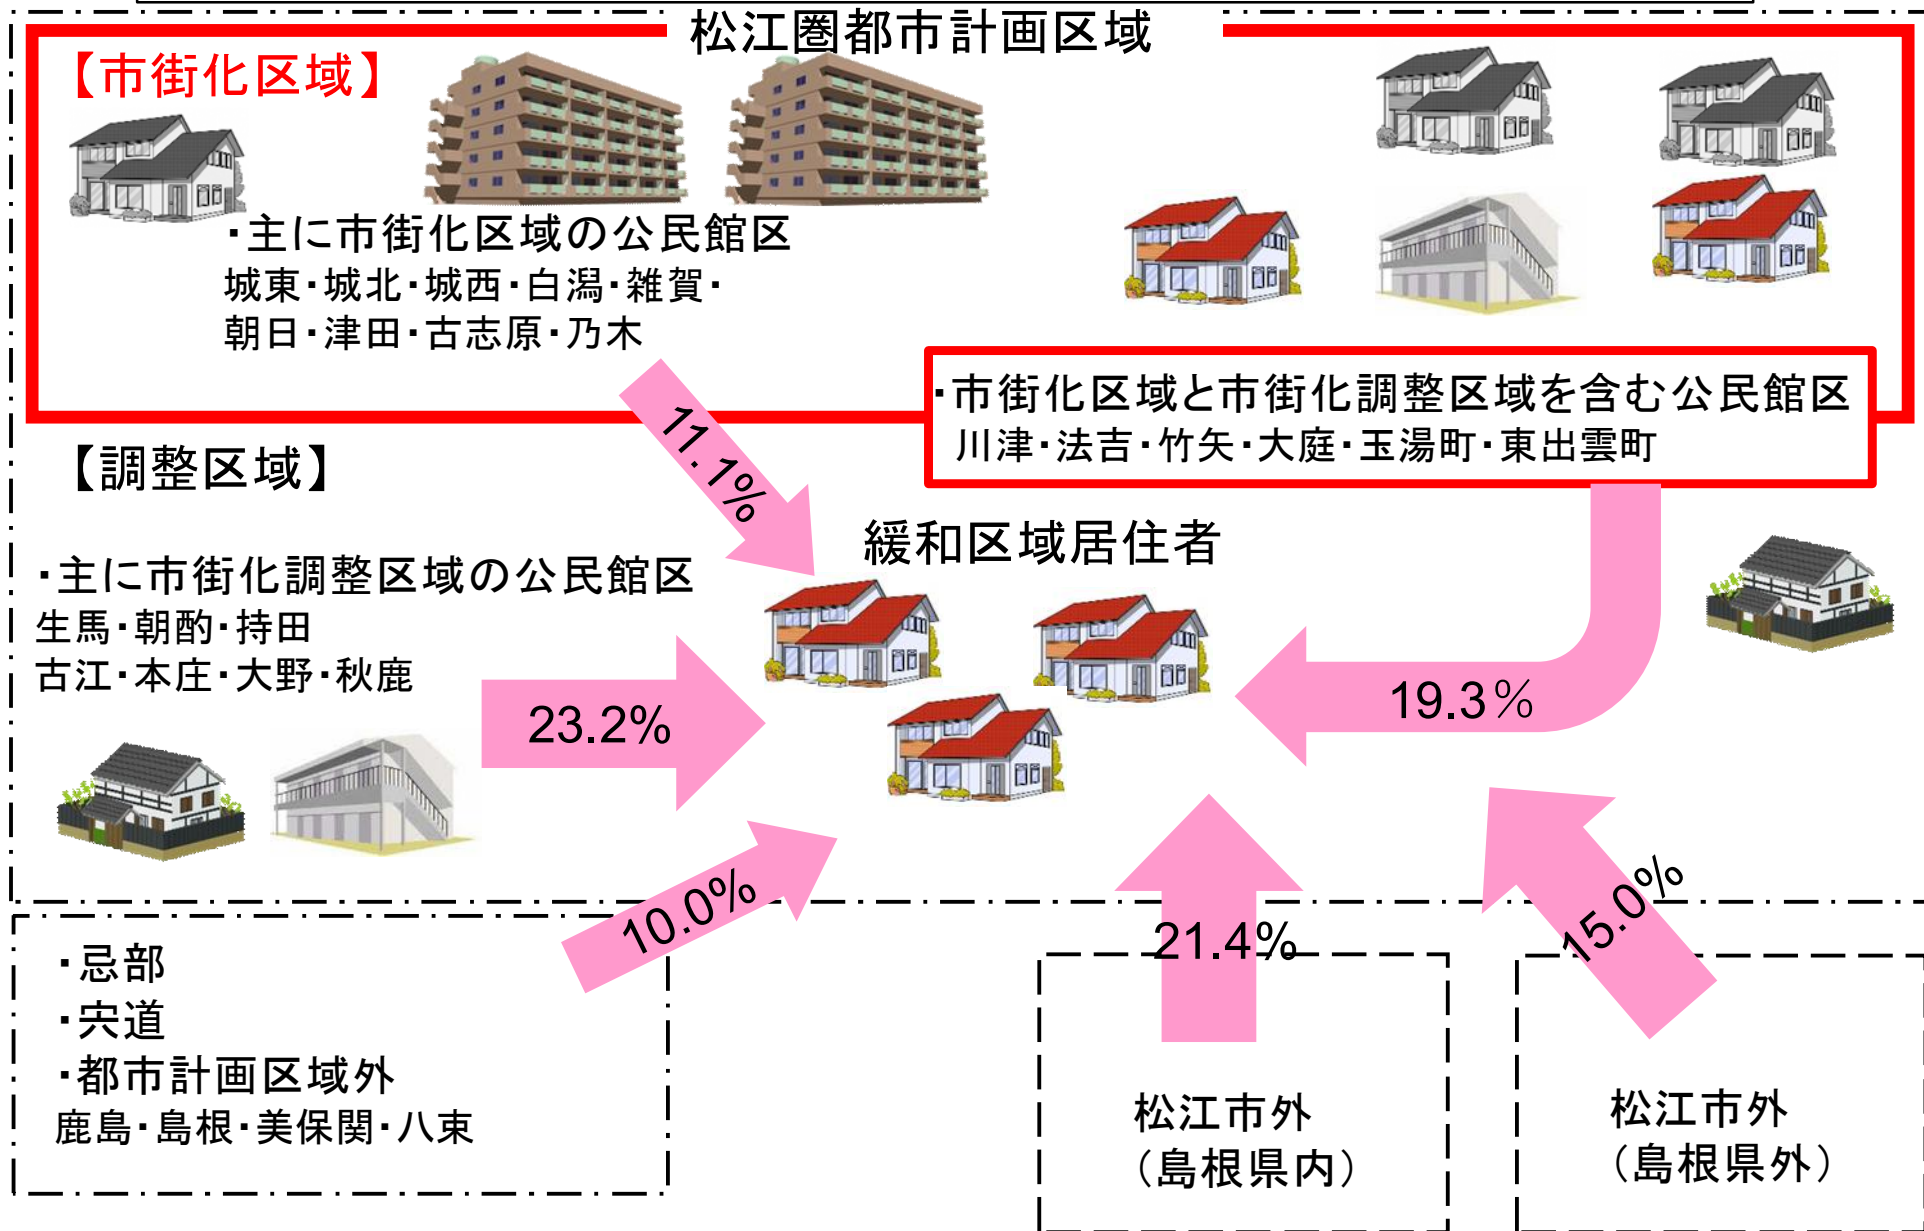 松江圏都市計画区域
【市街化区域】
・主に市街化区域の公民館区
城東・城北・城西・白潟・雑賀・
朝日・津田・古志原・乃木
・市街化区域と市街化調整区域を含む公民館区
川津・法吉・竹矢・大庭・玉湯町・東出雲町
11.1%
【調整区域】
緩和区域居住者
・主に市街化調整区域の公民館区
生馬・朝酌・持田
古江・本庄・大野・秋鹿
23.2%
19.3%
10.0%
21.4%
15.0%
・忌部
・宍道
・都市計画区域外
鹿島・島根・美保関・八束
松江市外
（島根県内）
松江市外
（島根県外）